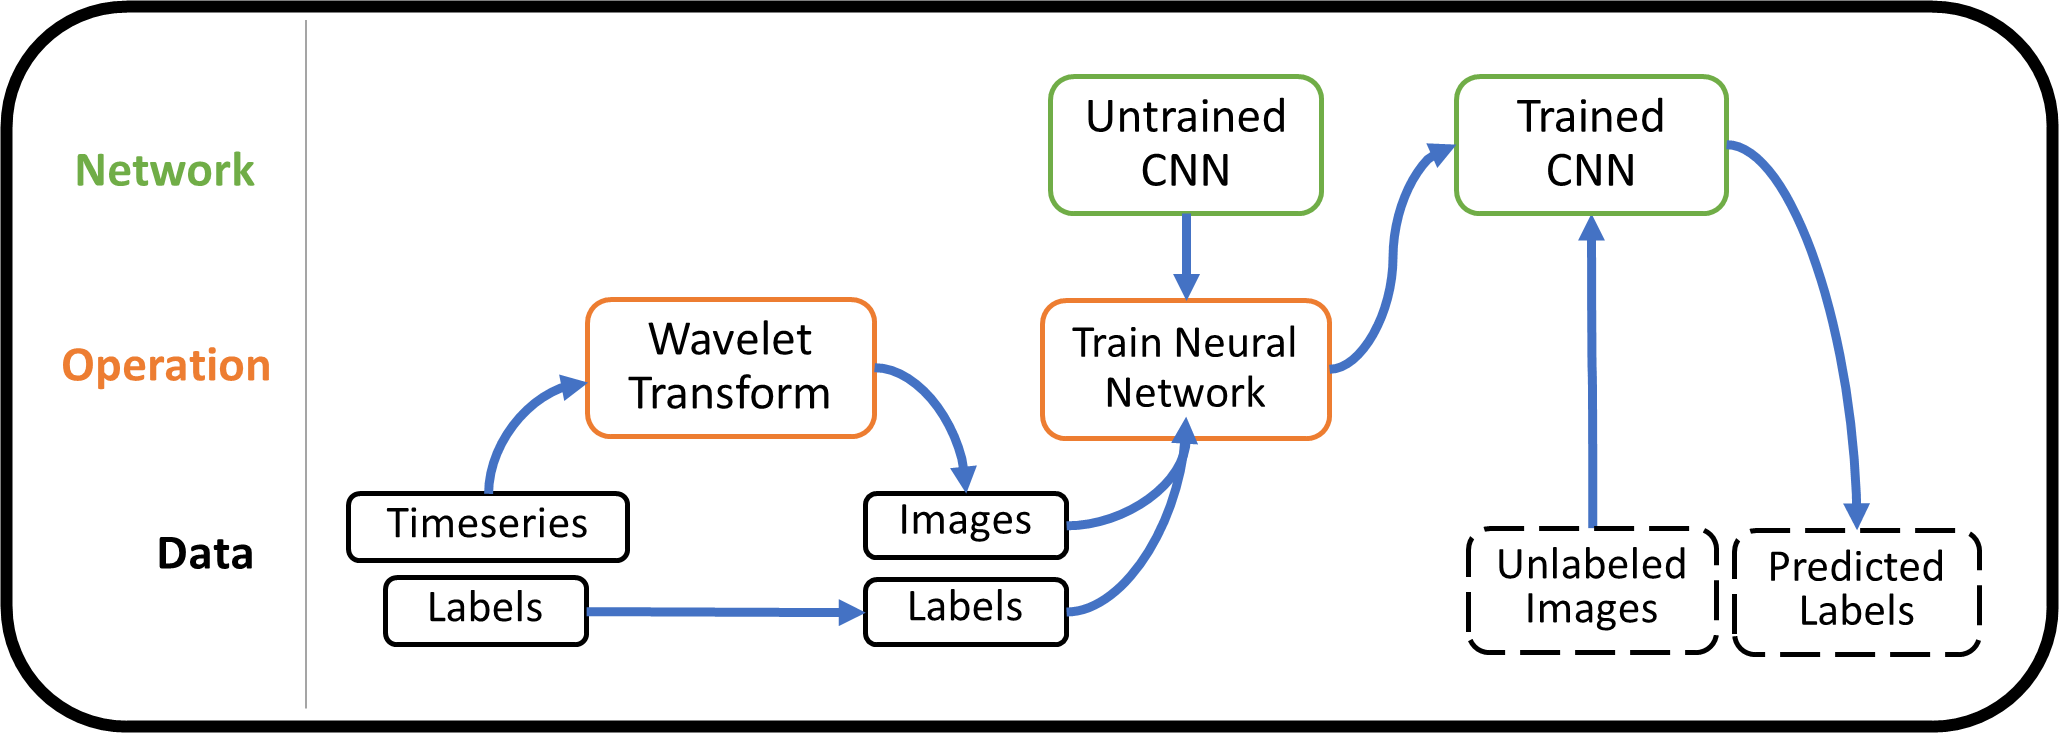 Network
Untrained
CNN
Trained
CNN
Operation
Wavelet
Transform
Train Neural
Network
Data
Timeseries
Labels
Images
Labels
Unlabeled
Images
Predicted
Labels